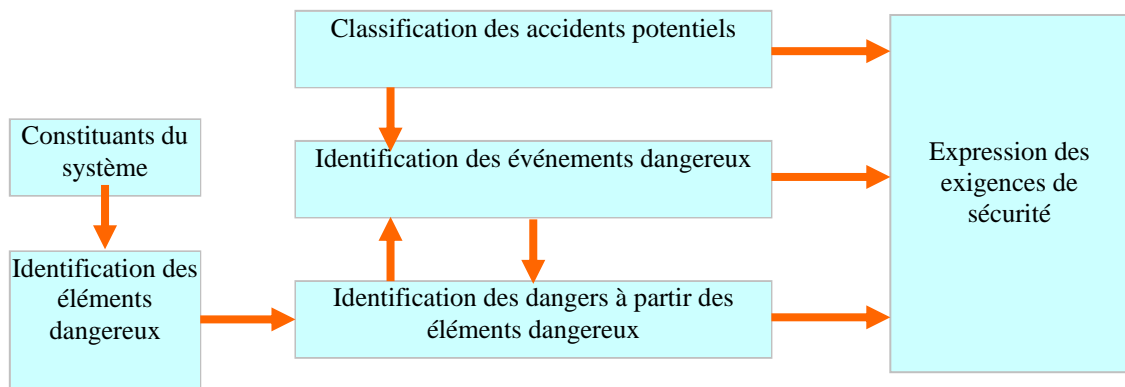 Classification des accidents potentiels
Constituants du
système
Identification des événements dangereux
Expression des
exigences de
sécurité
Identification des
éléments
dangereux
Identification des dangers à partir des
éléments dangereux